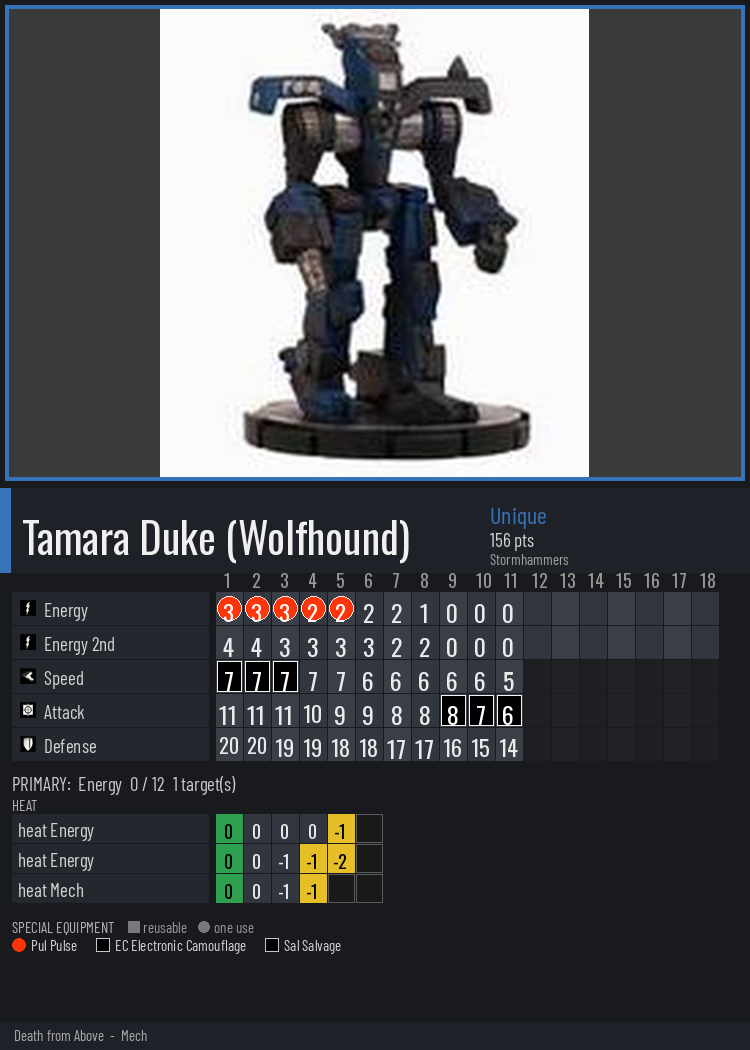 Tamara Duke (Wolfhound)
Unique
156 pts
Stormhammers
1 2 3 4 5 6 7 8 9 10 11 12 13 14 15 16 17 18
Energy 3 3 3 2 2 2 2 1 0 0 0
Energy 2nd 4 4 3 3 3 3 2 2 0 0 0
Speed 7 7 7 7 7 6 6 6 6 6 5
Attack 11 11 11 10 9 9 8 8 8 7 6
Defense 20 20 19 19 18 18 17 17 16 15 14
PRIMARY: Energy 0 / 12 1 target(s)
HEAT
heat Energy 0 0 0 0 -1
heat Energy 0 0 -1 -1 -2
heat Mech 0 0 -1 -1
SPECIAL EQUIPMENT reusable one use
Pul Pulse EC Electronic Camouflage Sal Salvage
Death from Above - Mech